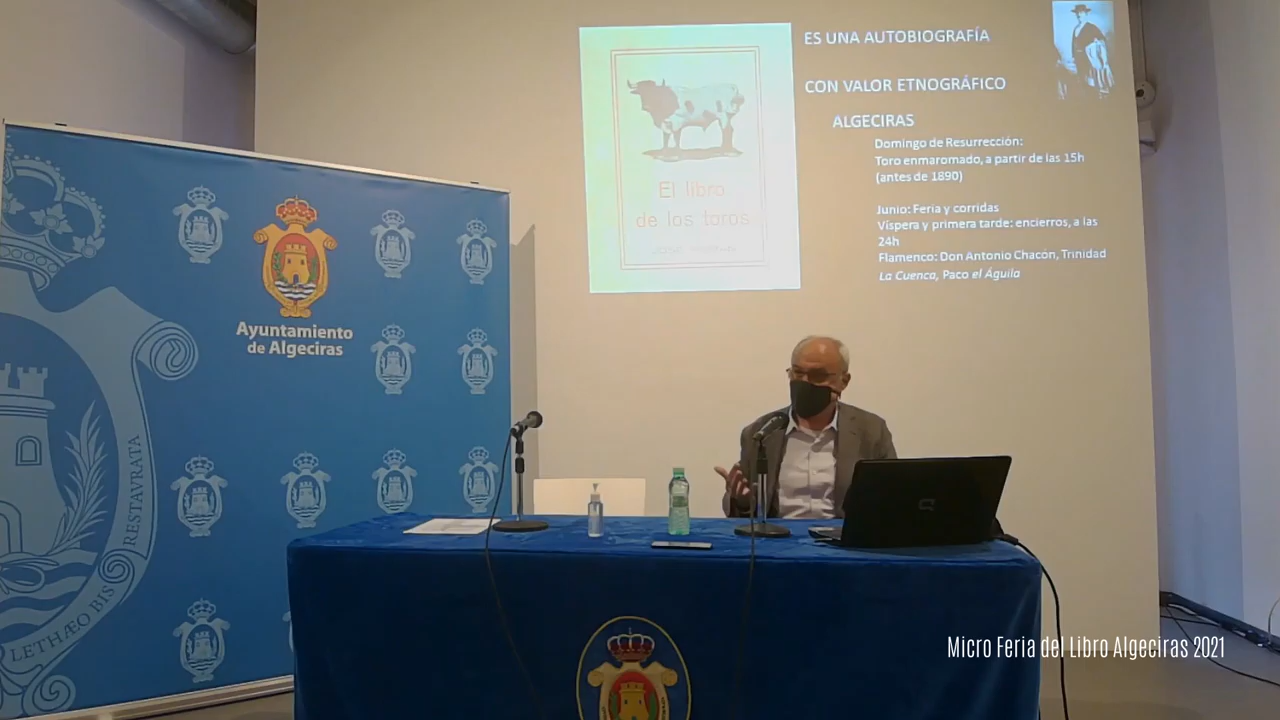 ES UNA AUTOBIOGRAFÍA
CON VALOR ETNOGRÁFICO
ALGECIRAS
Domingo de Resurrección:
Toro enmaromado, a partir de las 15h
(antes de 1890)
Junio: Feria y corridas
Víspera y primera tarde: encierros, a las
24h
Flamenco: Don Antonio Chacón, Trinidad
La Cuenca, Paco el Águila
El libro
de los toros
Ayuntamiento
de Algeciras
LETHÆO BIS RESTAVRATA
Micro Feria del Libro Algeciras 2021